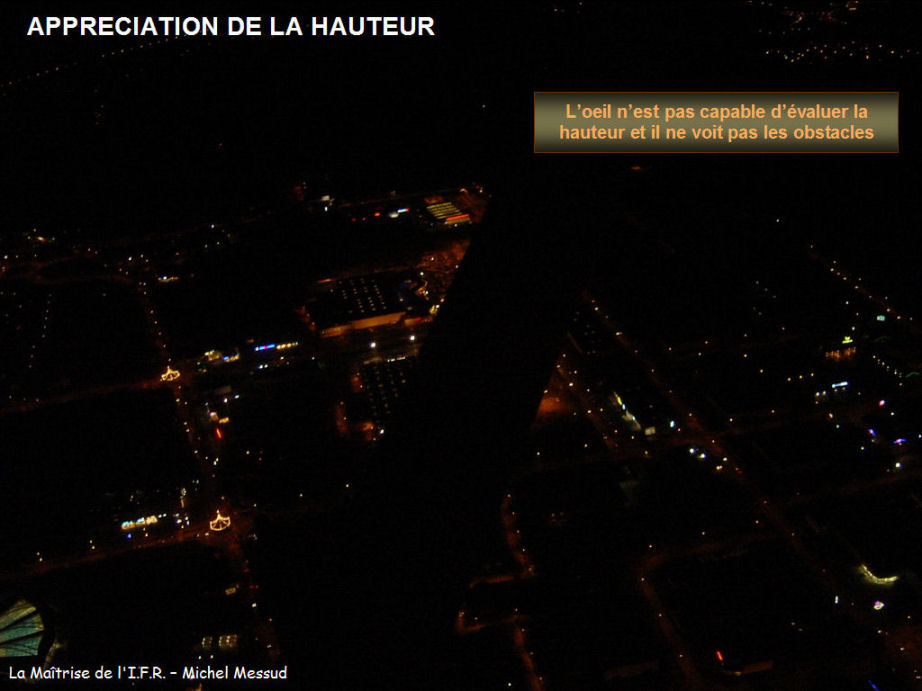 APPRECIATION DE LA HAUTEUR
L’oeil n’est pas capable d’évaluer la
hauteur et il ne voit pas les obstacles
La Maîtrise de l'I.F.R. – Michel Messud